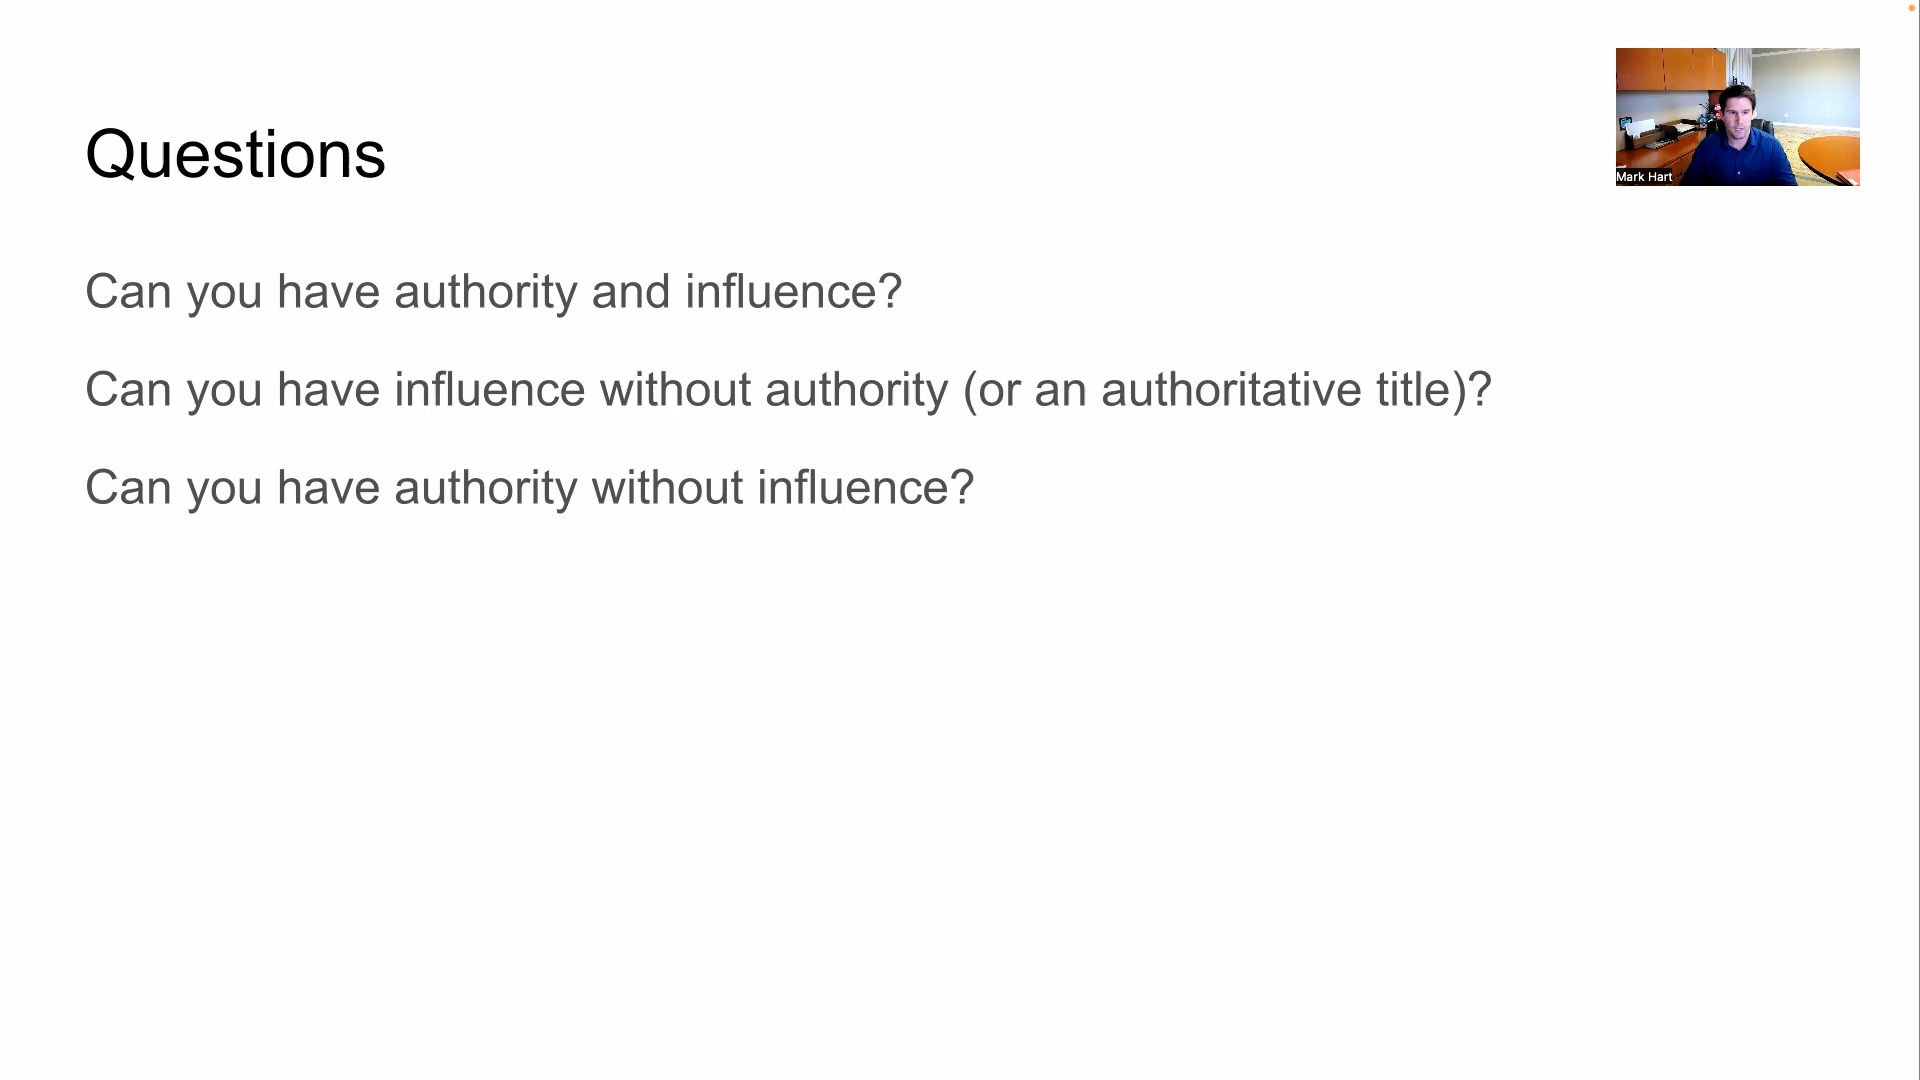 Questions
Mark Hart
Can you have authority and influence?
Can you have influence without authority (or an authoritative title)?
Can you have authority without influence?